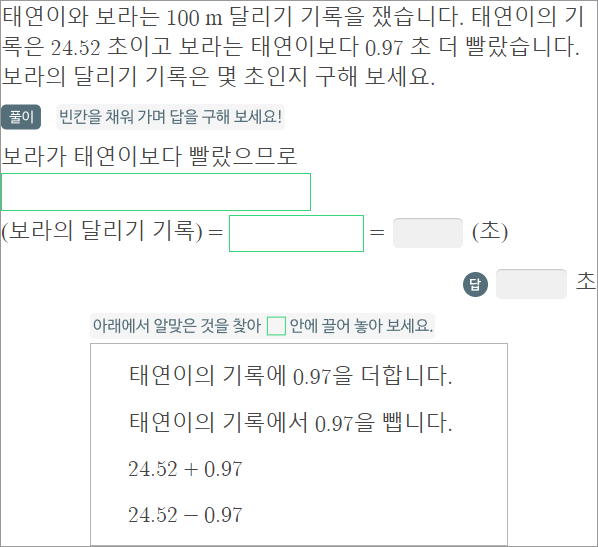 태연이와 보라는 100 m 달리기 기록을 쟀습니다. 태연이의 기
록은 24.52 초이고 보라는 태연이보다 0.97 초 더 빨랐습니다.
보라의 달리기 기록은 몇 초인지 구해 보세요.
풀이 빈칸을 채워 가며 답을 구해 보세요!
보라가 태연이보다 빨랐으므로
(보라의 달리기 기록) = = (초)
답 초
아래에서 알맞은 것을 찾아 안에 끌어 놓아 보세요.
태연이의 기록에 0.97을 더합니다.
태연이의 기록에서 0.97을 뺍니다.
24.52 + 0.97
24.52 − 0.97